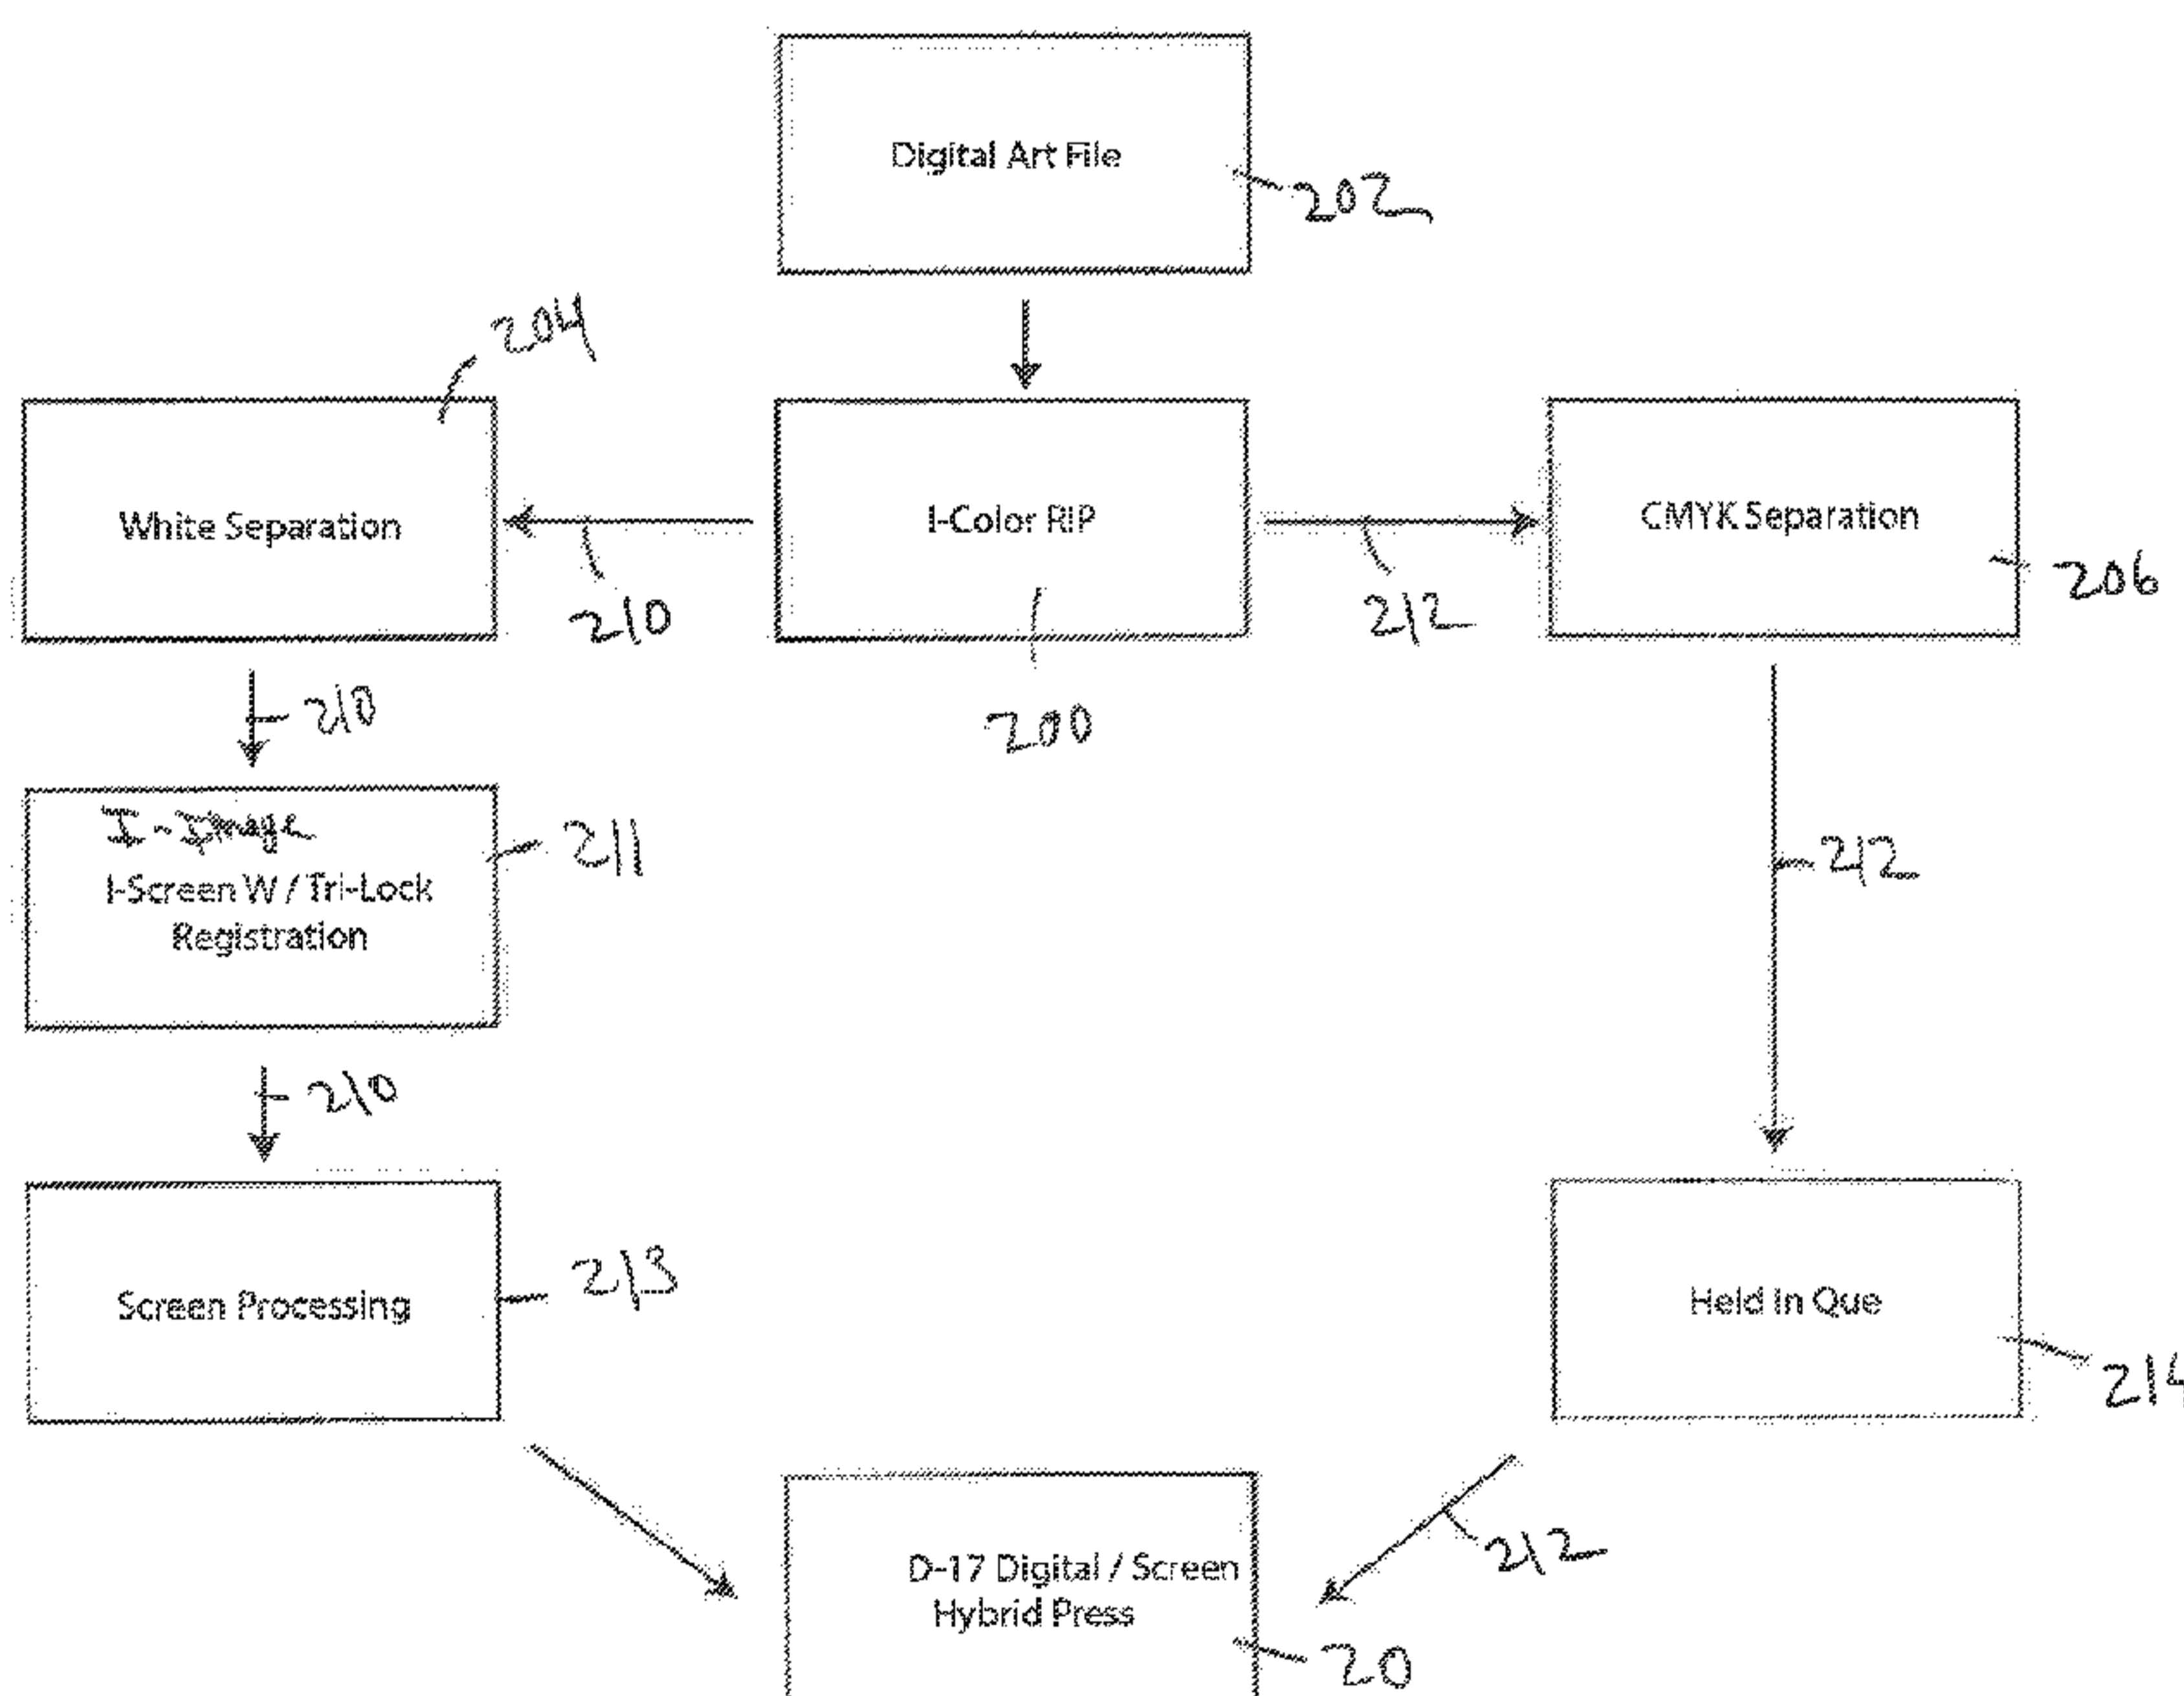 Digital Art File
202
204
White Separation
I-Color RIP
CMYK Separation
206
210
212
200
210
I-Image
I-Screen W / Tri-Lock
Registration
211
212
210
Screen Processing
213
Held In Que
214
D-17 Digital / Screen
Hybrid Press
212
20